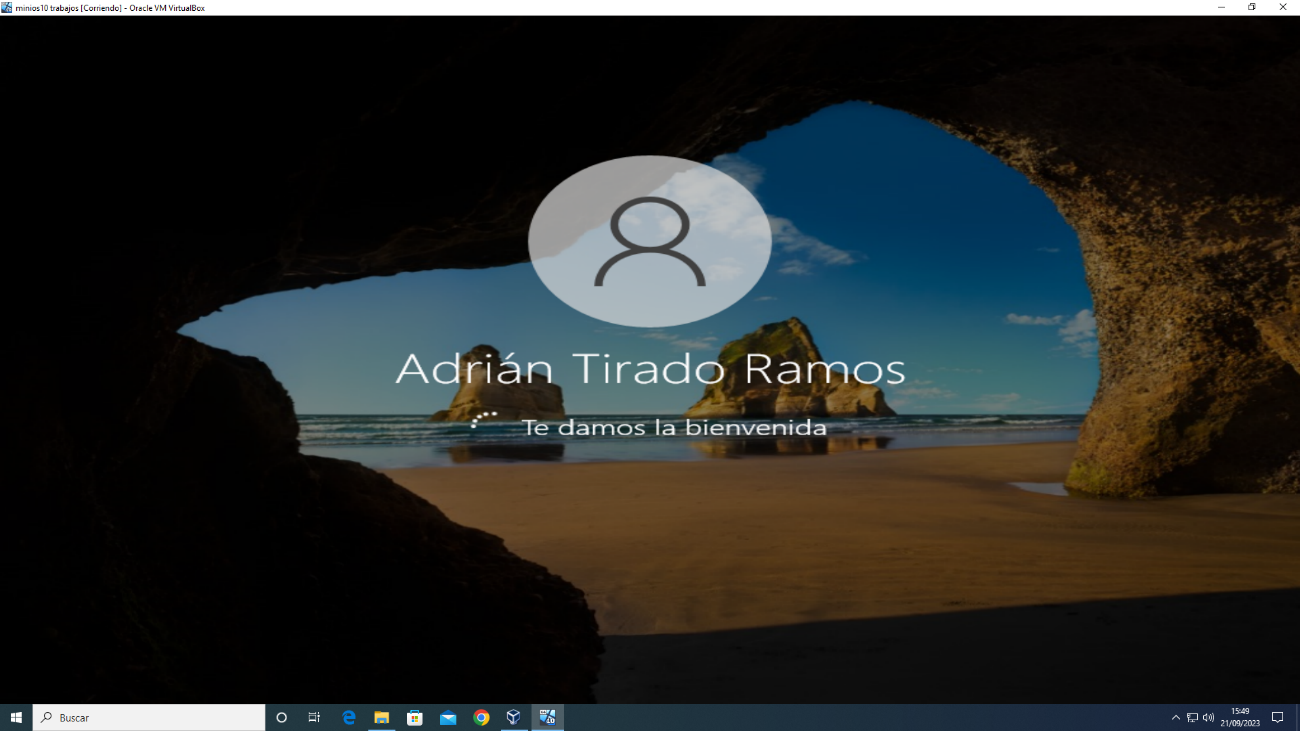 minios10 trabajos [Corriendo] - Oracle VM VirtualBox
Adrián Tirado Ramos
Te damos la bienvenida
Buscar
15:49
21/09/2023